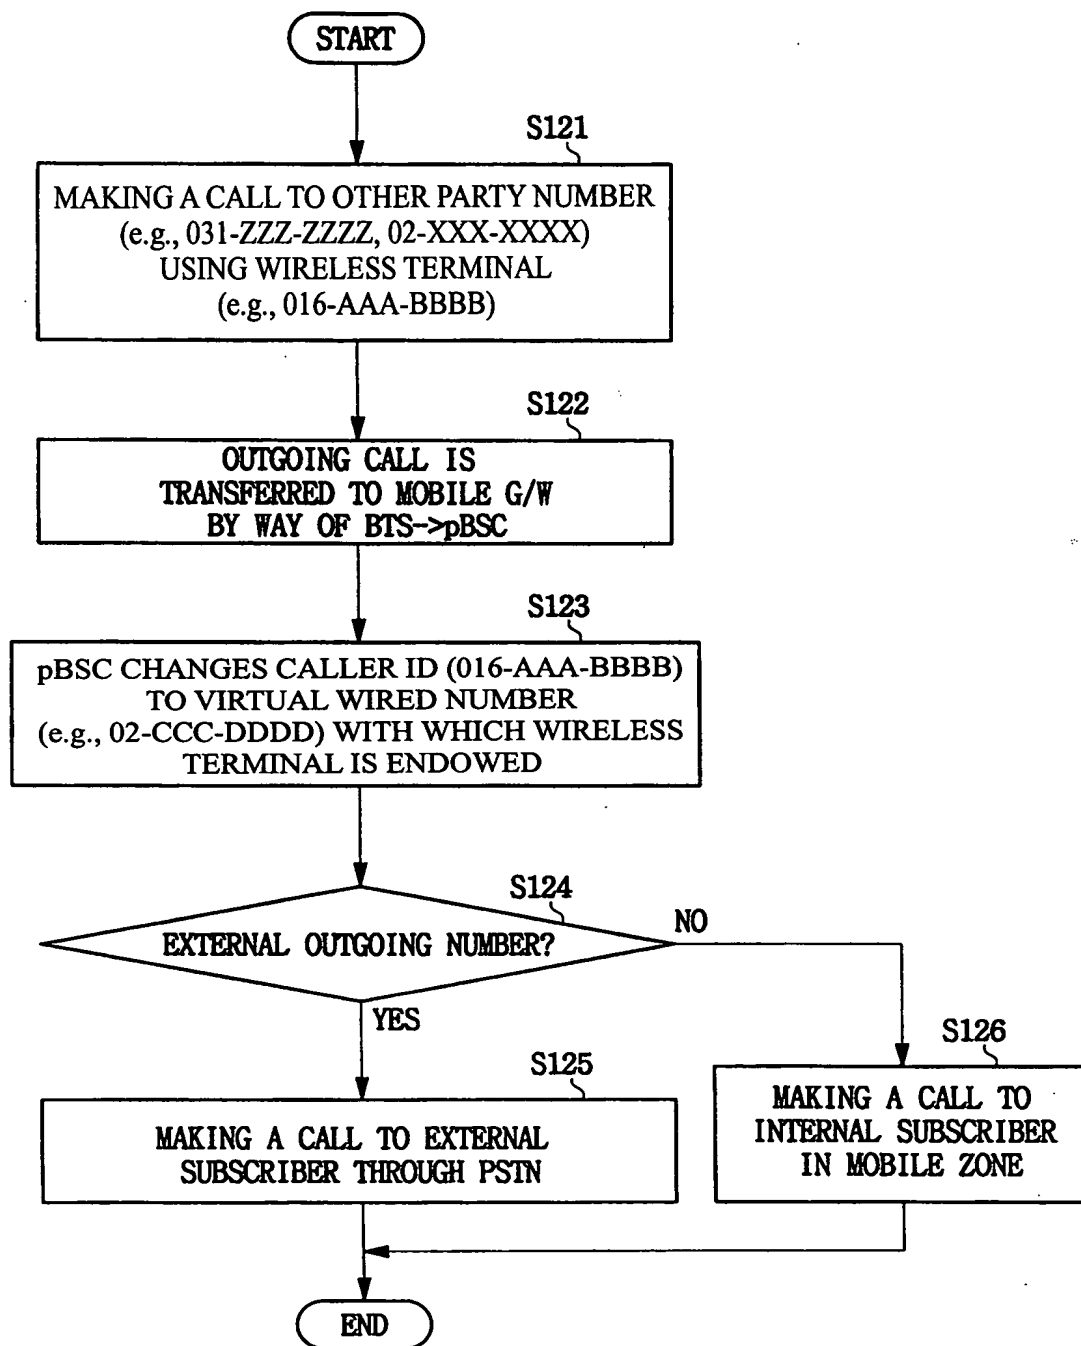 START
S121
MAKING A CALL TO OTHER PARTY NUMBER
(e.g., 031-ZZZ-ZZZZ, 02-XXX-XXXX)
USING WIRELESS TERMINAL
(e.g., 016-AAA-BBBB)
S122
OUTGOING CALL IS
TRANSFERRED TO MOBILE G/W
BY WAY OF BTS->pBSC
S123
pBSC CHANGES CALLER ID (016-AAA-BBBB)
TO VIRTUAL WIRED NUMBER
(e.g., 02-CCC-DDDD) WITH WHICH WIRELESS
TERMINAL IS ENDOWED
S124
EXTERNAL OUTGOING NUMBER?
NO
YES
S125
MAKING A CALL TO EXTERNAL
SUBSCRIBER THROUGH PSTN
S126
MAKING A CALL TO
INTERNAL SUBSCRIBER
IN MOBILE ZONE
END